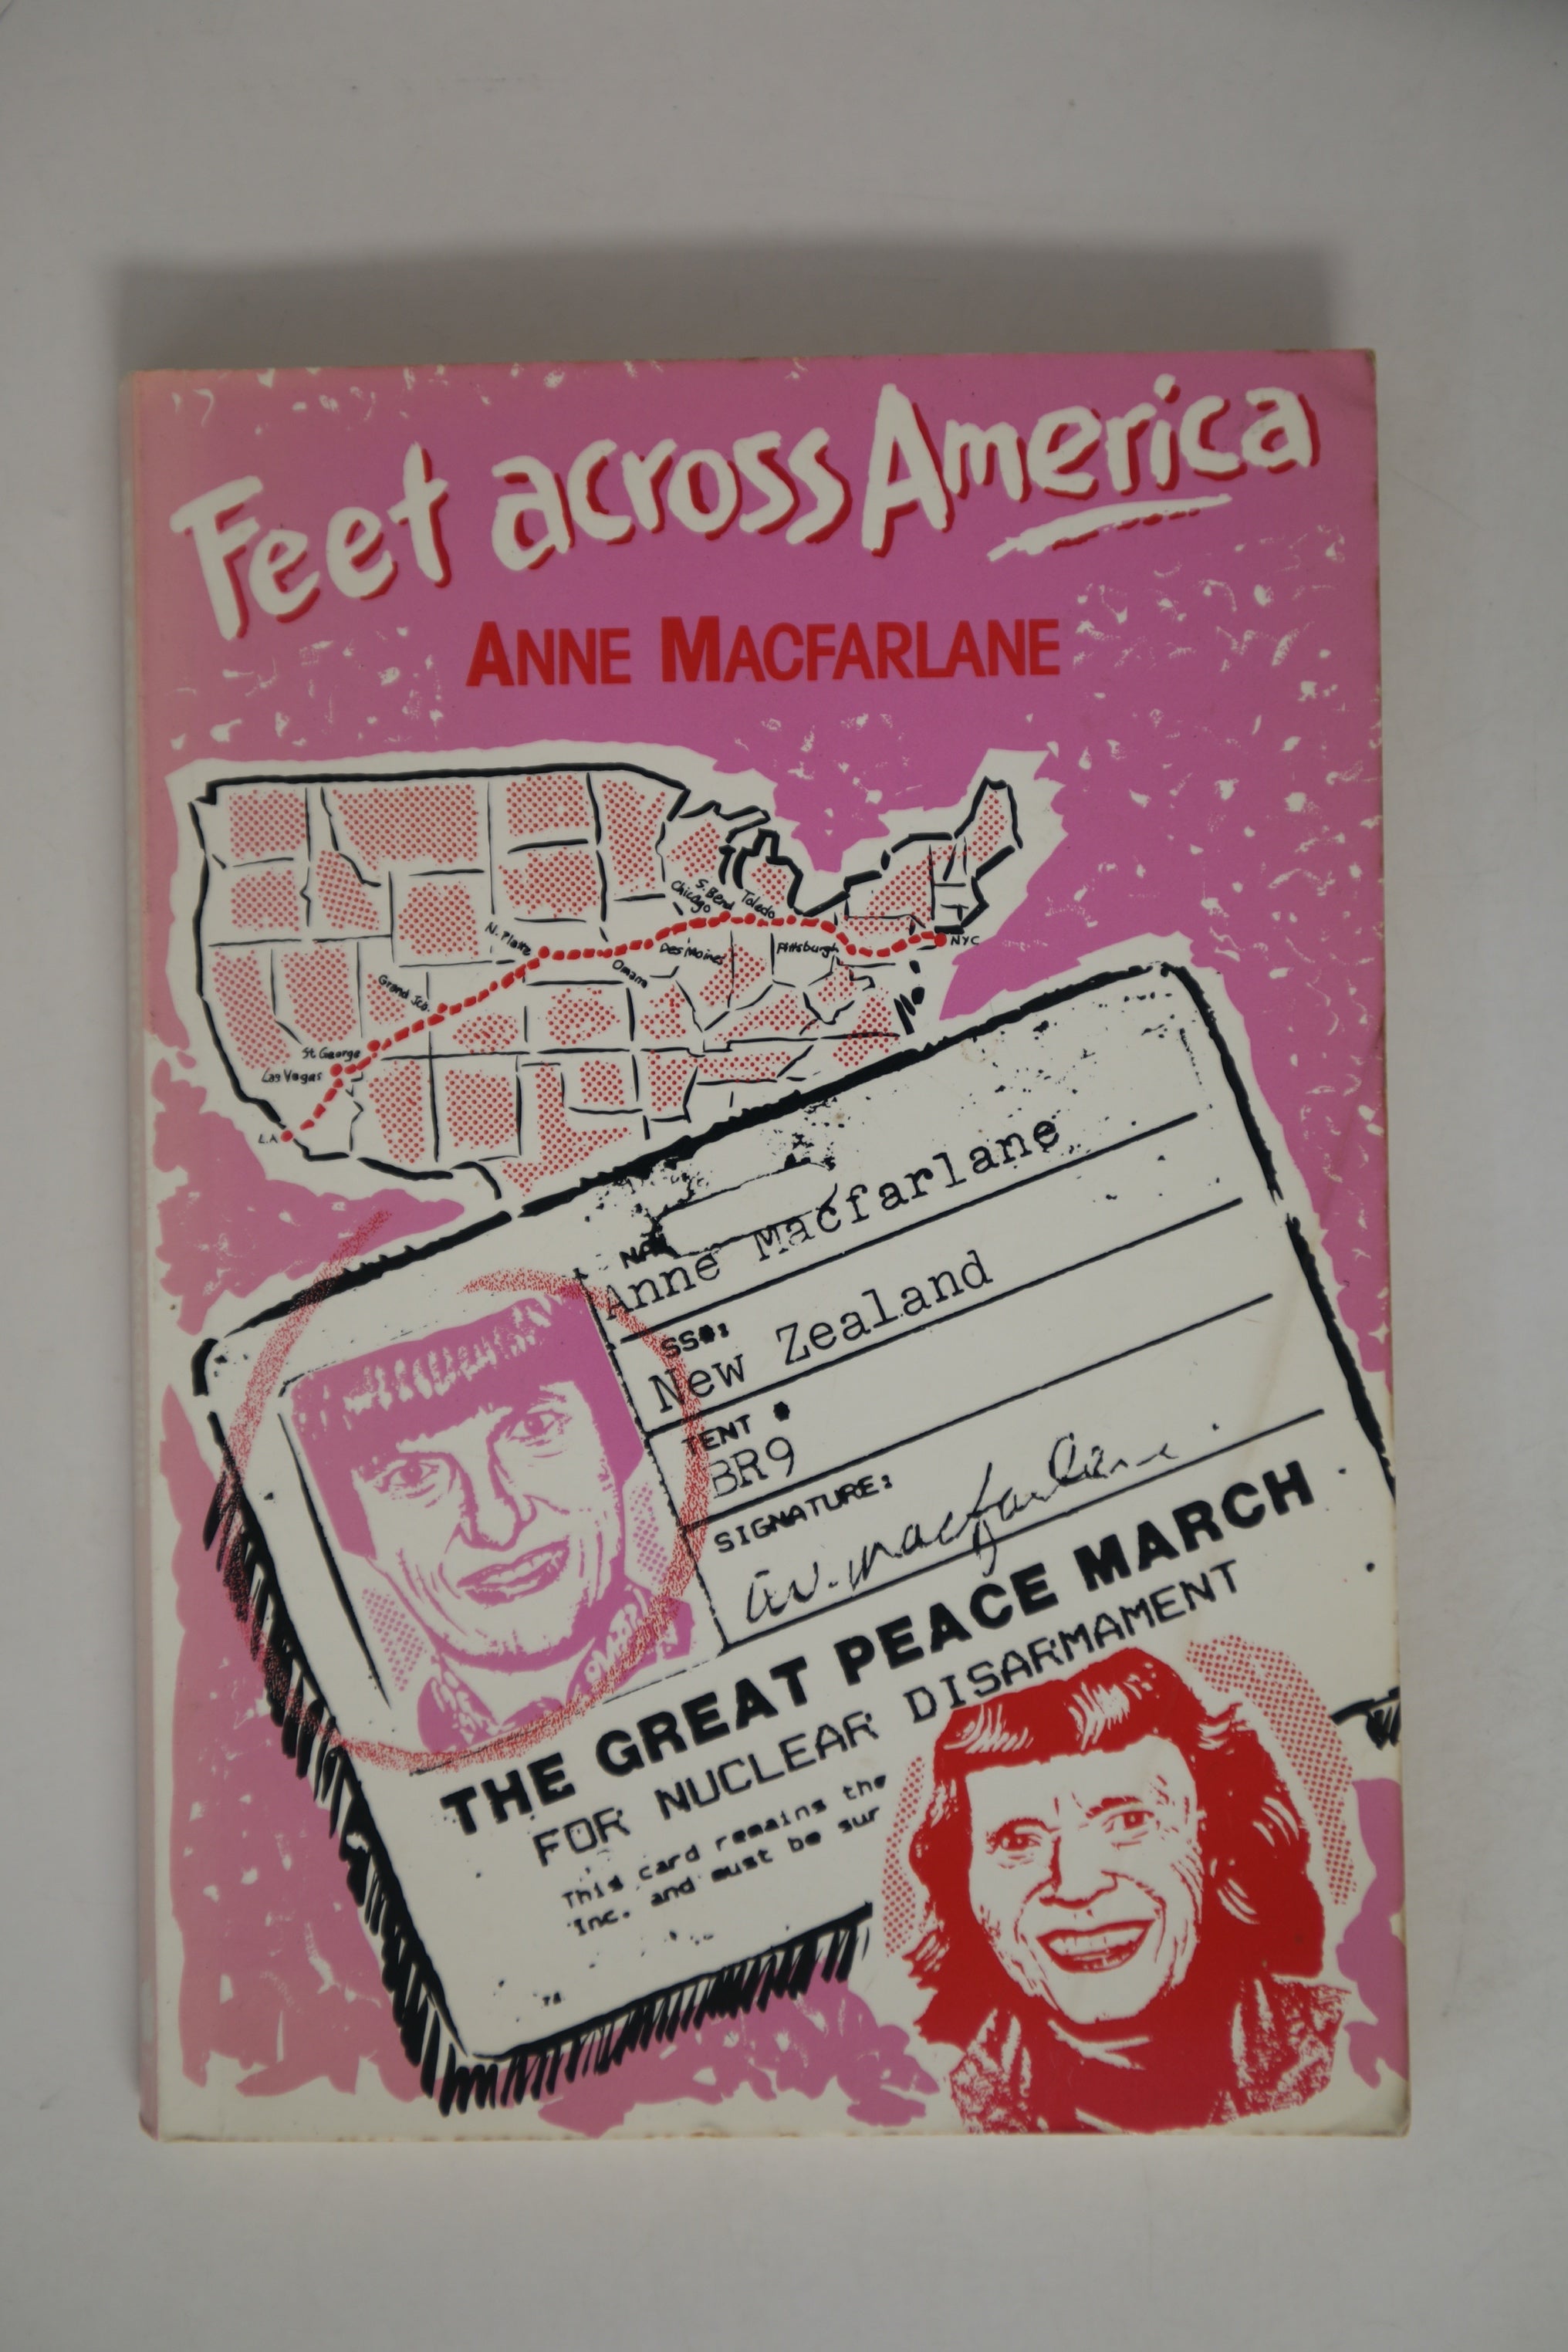 Feet across America
ANNE MACFARLANE
S. Bend
Toledo
Chicago
N. Platte
NYC
Des Moines
Pittsburgh
Omaha
Grand Jct.
St. George
Las Vegas
L.A
Anne Macfarlane
SS#:
New Zealand
TENT #
BR9
SIGNATURE:
A.V. Macfarlane.
THE GREAT PEACE MARCH
FOR NUCLEAR DISARMAMENT
This card remains the
Inc. and must be sur